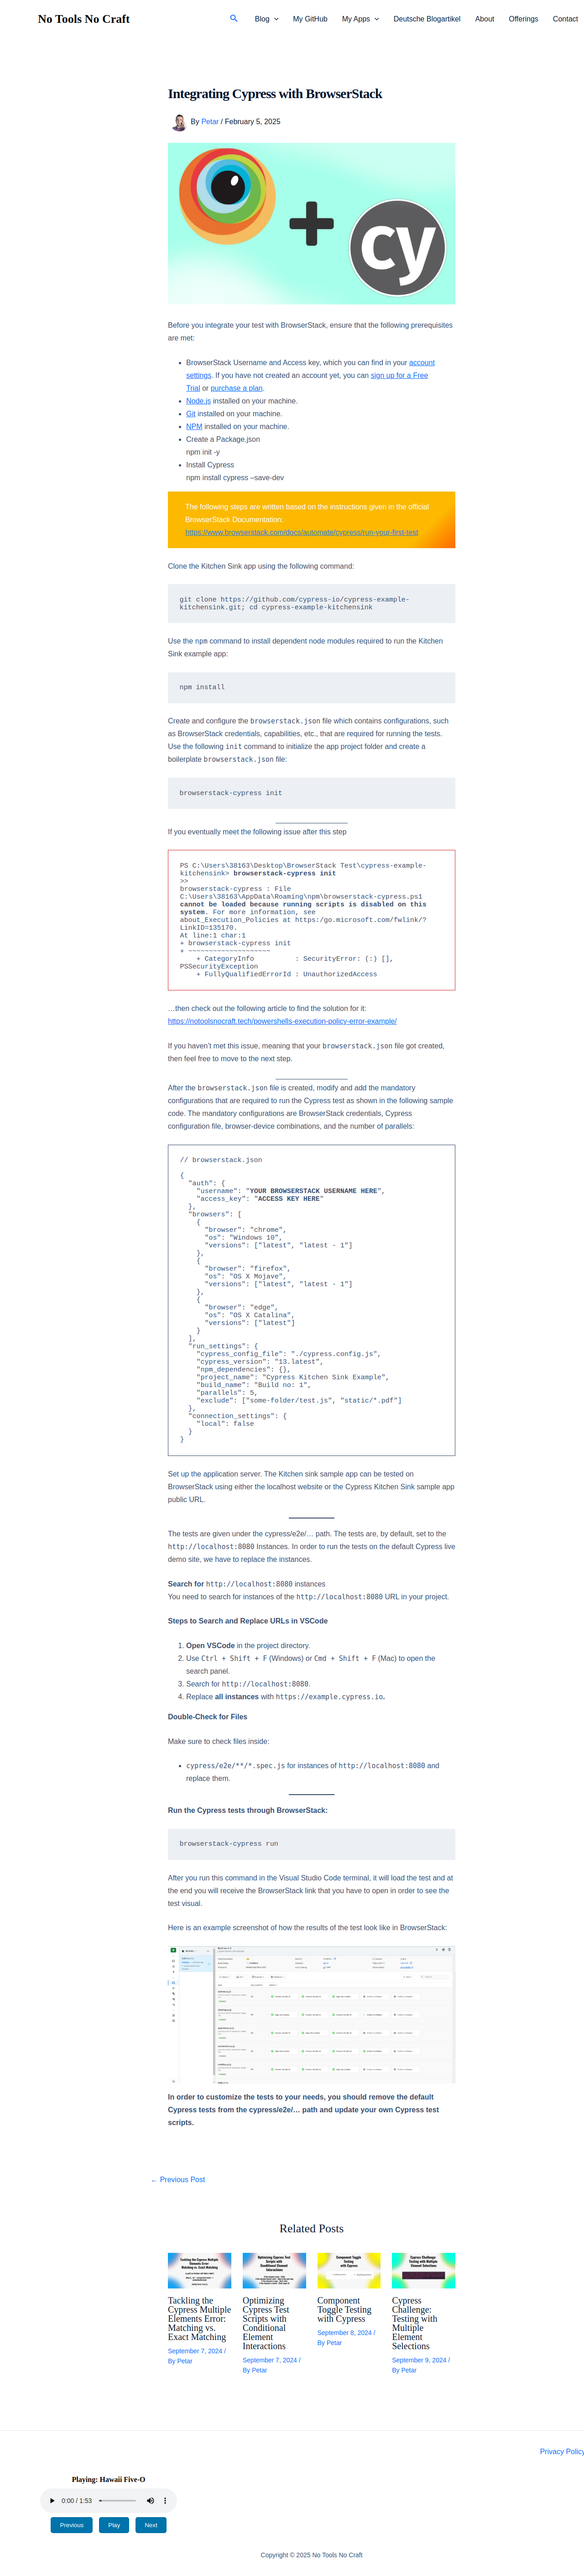 No Tools No Craft
Blog
My GitHub
My Apps
Deutsche Blogartikel
About
Offerings
Contact
Integrating Cypress with BrowserStack
By Petar / February 5, 2025
cy
Before you integrate your test with BrowserStack, ensure that the following prerequisites
are met:
BrowserStack Username and Access key, which you can find in your account
settings. If you have not created an account yet, you can sign up for a Free
Trial or purchase a plan.
Node.js installed on your machine.
Git installed on your machine.
NPM installed on your machine.
Create a Package.json
npm init -y
Install Cypress
npm install cypress –save-dev
The following steps are written based on the instructions given in the official
BrowserStack Documentation:
https://www.browserstack.com/docs/automate/cypress/run-your-first-test
Clone the Kitchen Sink app using the following command:
git clone https://github.com/cypress-io/cypress-example-
kitchensink.git; cd cypress-example-kitchensink
Use the npm command to install dependent node modules required to run the Kitchen
Sink example app:
npm install
Create and configure the browserstack.json file which contains configurations, such
as BrowserStack credentials, capabilities, etc., that are required for running the tests.
Use the following init command to initialize the app project folder and create a
boilerplate browserstack.json file:
browserstack-cypress init
If you eventually meet the following issue after this step
PS C:\Users\38163\Desktop\BrowserStack Test\cypress-example-
kitchensink> browserstack-cypress init
>>
browserstack-cypress : File
C:\Users\38163\AppData\Roaming\npm\browserstack-cypress.ps1
cannot be loaded because running scripts is disabled on this
system. For more information, see
about_Execution_Policies at https:/go.microsoft.com/fwlink/?
LinkID=135170.
At line:1 char:1
+ browserstack-cypress init
+ ~~~~~~~~~~~~~~~~~~~~
+ CategoryInfo          : SecurityError: (:) [],
PSSecurityException
+ FullyQualifiedErrorId : UnauthorizedAccess
…then check out the following article to find the solution for it:
https://notoolsnocraft.tech/powershells-execution-policy-error-example/
If you haven't met this issue, meaning that your browserstack.json file got created,
then feel free to move to the next step.
After the browserstack.json file is created, modify and add the mandatory
configurations that are required to run the Cypress test as shown in the following sample
code. The mandatory configurations are BrowserStack credentials, Cypress
configuration file, browser-device combinations, and the number of parallels:
// browserstack.json
{
"auth": {
"username": "YOUR BROWSERSTACK USERNAME HERE",
"access_key": "ACCESS KEY HERE"
},
"browsers": [
{
"browser": "chrome",
"os": "Windows 10",
"versions": ["latest", "latest - 1"]
},
{
"browser": "firefox",
"os": "OS X Mojave",
"versions": ["latest", "latest - 1"]
},
{
"browser": "edge",
"os": "OS X Catalina",
"versions": ["latest"]
}
],
"run_settings": {
"cypress_config_file": "./cypress.config.js",
"cypress_version": "13.latest",
"npm_dependencies": {},
"project_name": "Cypress Kitchen Sink Example",
"build_name": "Build no: 1",
"parallels": 5,
"exclude": ["some-folder/test.js", "static/*.pdf"]
},
"connection_settings": {
"local": false
}
}
Set up the application server. The Kitchen sink sample app can be tested on
BrowserStack using either the localhost website or the Cypress Kitchen Sink sample app
public URL.
The tests are given under the cypress/e2e/… path. The tests are, by default, set to the
http://localhost:8080 Instances. In order to run the tests on the default Cypress live
demo site, we have to replace the instances.
Search for http://localhost:8080 instances
You need to search for instances of the http://localhost:8080 URL in your project.
Steps to Search and Replace URLs in VSCode
1. Open VSCode in the project directory.
2. Use Ctrl + Shift + F (Windows) or Cmd + Shift + F (Mac) to open the
search panel.
3. Search for http://localhost:8080.
4. Replace all instances with https://example.cypress.io.
Double-Check for Files
Make sure to check files inside:
cypress/e2e/**/*.spec.js for instances of http://localhost:8080 and
replace them.
Run the Cypress tests through BrowserStack:
browserstack-cypress run
After you run this command in the Visual Studio Code terminal, it will load the test and at
the end you will receive the BrowserStack link that you have to open in order to see the
test visual.
Here is an example screenshot of how the results of the test look like in BrowserStack:
In order to customize the tests to your needs, you should remove the default
Cypress tests from the cypress/e2e/… path and update your own Cypress test
scripts.
← Previous Post
Related Posts
Tackling the Cypress Multiple
Elements Error:
Matching vs. Exact Matching
Optimizing Cypress Test
Scripts with
Conditional Element
Interactions
Component Toggle
Testing
with Cypress
Cypress Challenge:
Testing with Multiple
Element Selections
Tackling the
Cypress Multiple
Elements Error:
Matching vs.
Exact Matching
September 7, 2024 /
By Petar
Optimizing
Cypress Test
Scripts with
Conditional
Element
Interactions
September 7, 2024 /
By Petar
Component
Toggle Testing
with Cypress
September 8, 2024 /
By Petar
Cypress
Challenge:
Testing with
Multiple
Element
Selections
September 9, 2024 /
By Petar
Privacy Policy
Playing: Hawaii Five-O
0:00 / 1:53
Previous
Play
Next
Copyright © 2025 No Tools No Craft